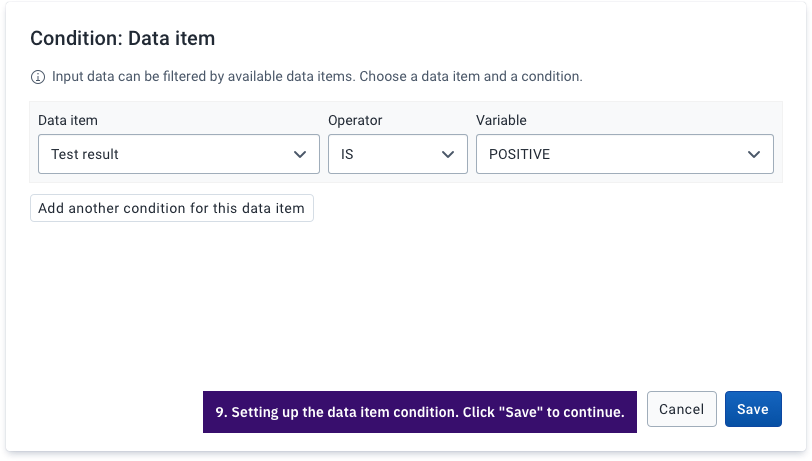 Condition: Data item
Input data can be filtered by available data items. Choose a data item and a condition.
Data item Operator Variable
Test result IS POSITIVE
Add another condition for this data item
9. Setting up the data item condition. Click "Save" to continue. Cancel Save